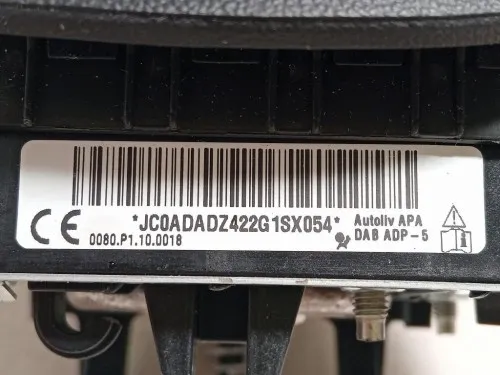 *JC0ADADZ422G1SX054*
CE 0080.P1.10.0018
Autoliv APA
DAB ADP-5